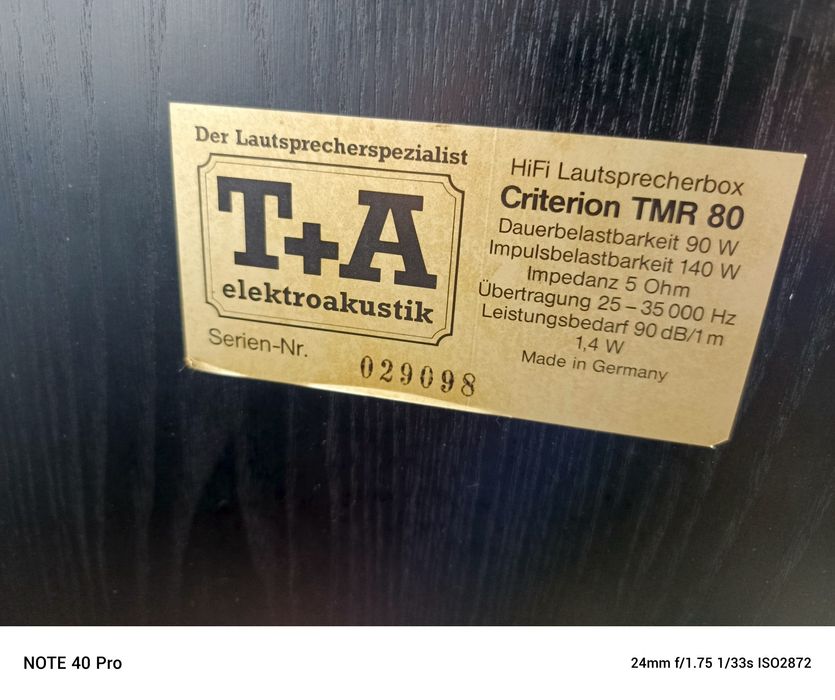 Der Lautsprecherspezialist
T+A
elektroakustik
Serien-Nr.
029098
HiFi Lautsprecherbox
Criterion TMR 80
Dauerbelastbarkeit 90 W
Impulsbelastbarkeit 140 W
Impedanz 5 Ohm
Übertragung 25 – 35 000 Hz
Leistungsbedarf 90 dB/1 m
1,4 W
Made in Germany
NOTE 40 Pro
24mm f/1.75 1/33s ISO2872